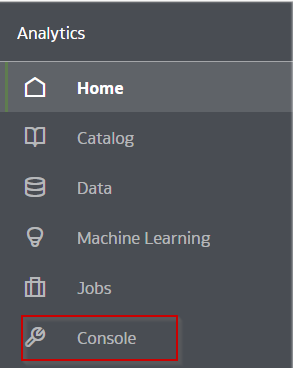 Analytics
Home
Catalog
Data
Machine Learning
Jobs
Console